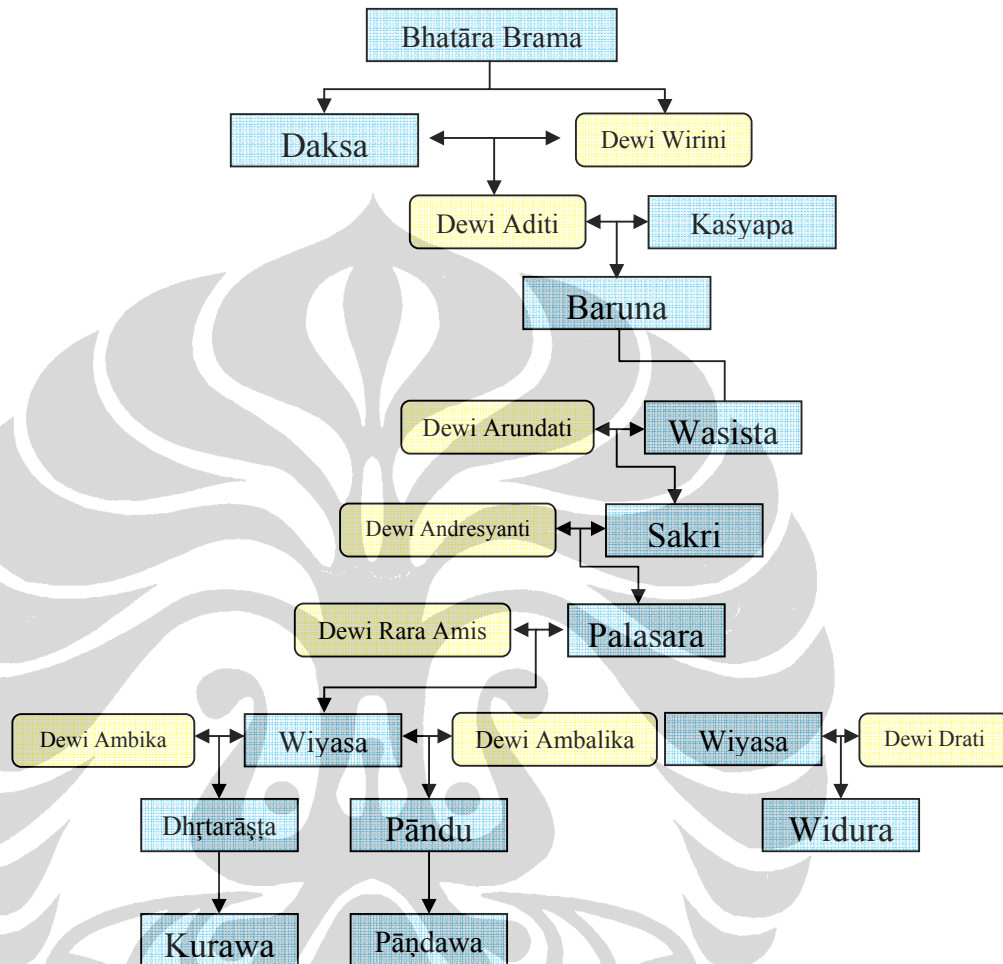 Bhatāra Brama
Daksa
Dewi Wirini
Dewi Aditi
Kaśyapa
Baruna
Dewi Arundati
Wasista
Dewi Andresyanti
Sakri
Dewi Rara Amis
Palasara
Dewi Ambika
Wiyasa
Dewi Ambalika
Wiyasa
Dewi Drati
Dhṛtarāṣṭa
Pāndu
Widura
Kurawa
Pāṇdawa